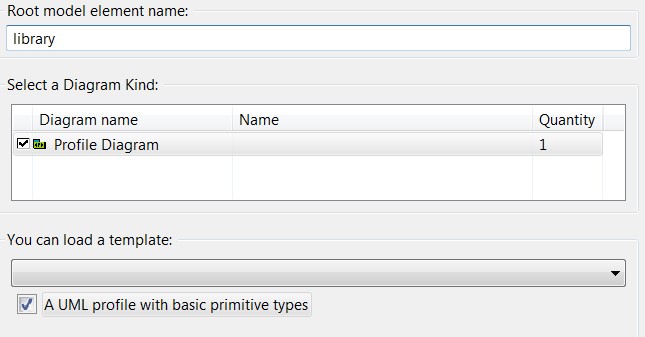 Root model element name:
library
Select a Diagram Kind:
Diagram name Name Quantity
Profile Diagram 1
You can load a template:
A UML profile with basic primitive types